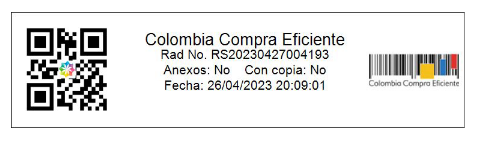 Colombia Compra Eficiente
Rad No. RS20230427004193
Anexos: No Con copia: No
Fecha: 26/04/2023 20:09:01
Colombia Compra Eficiente